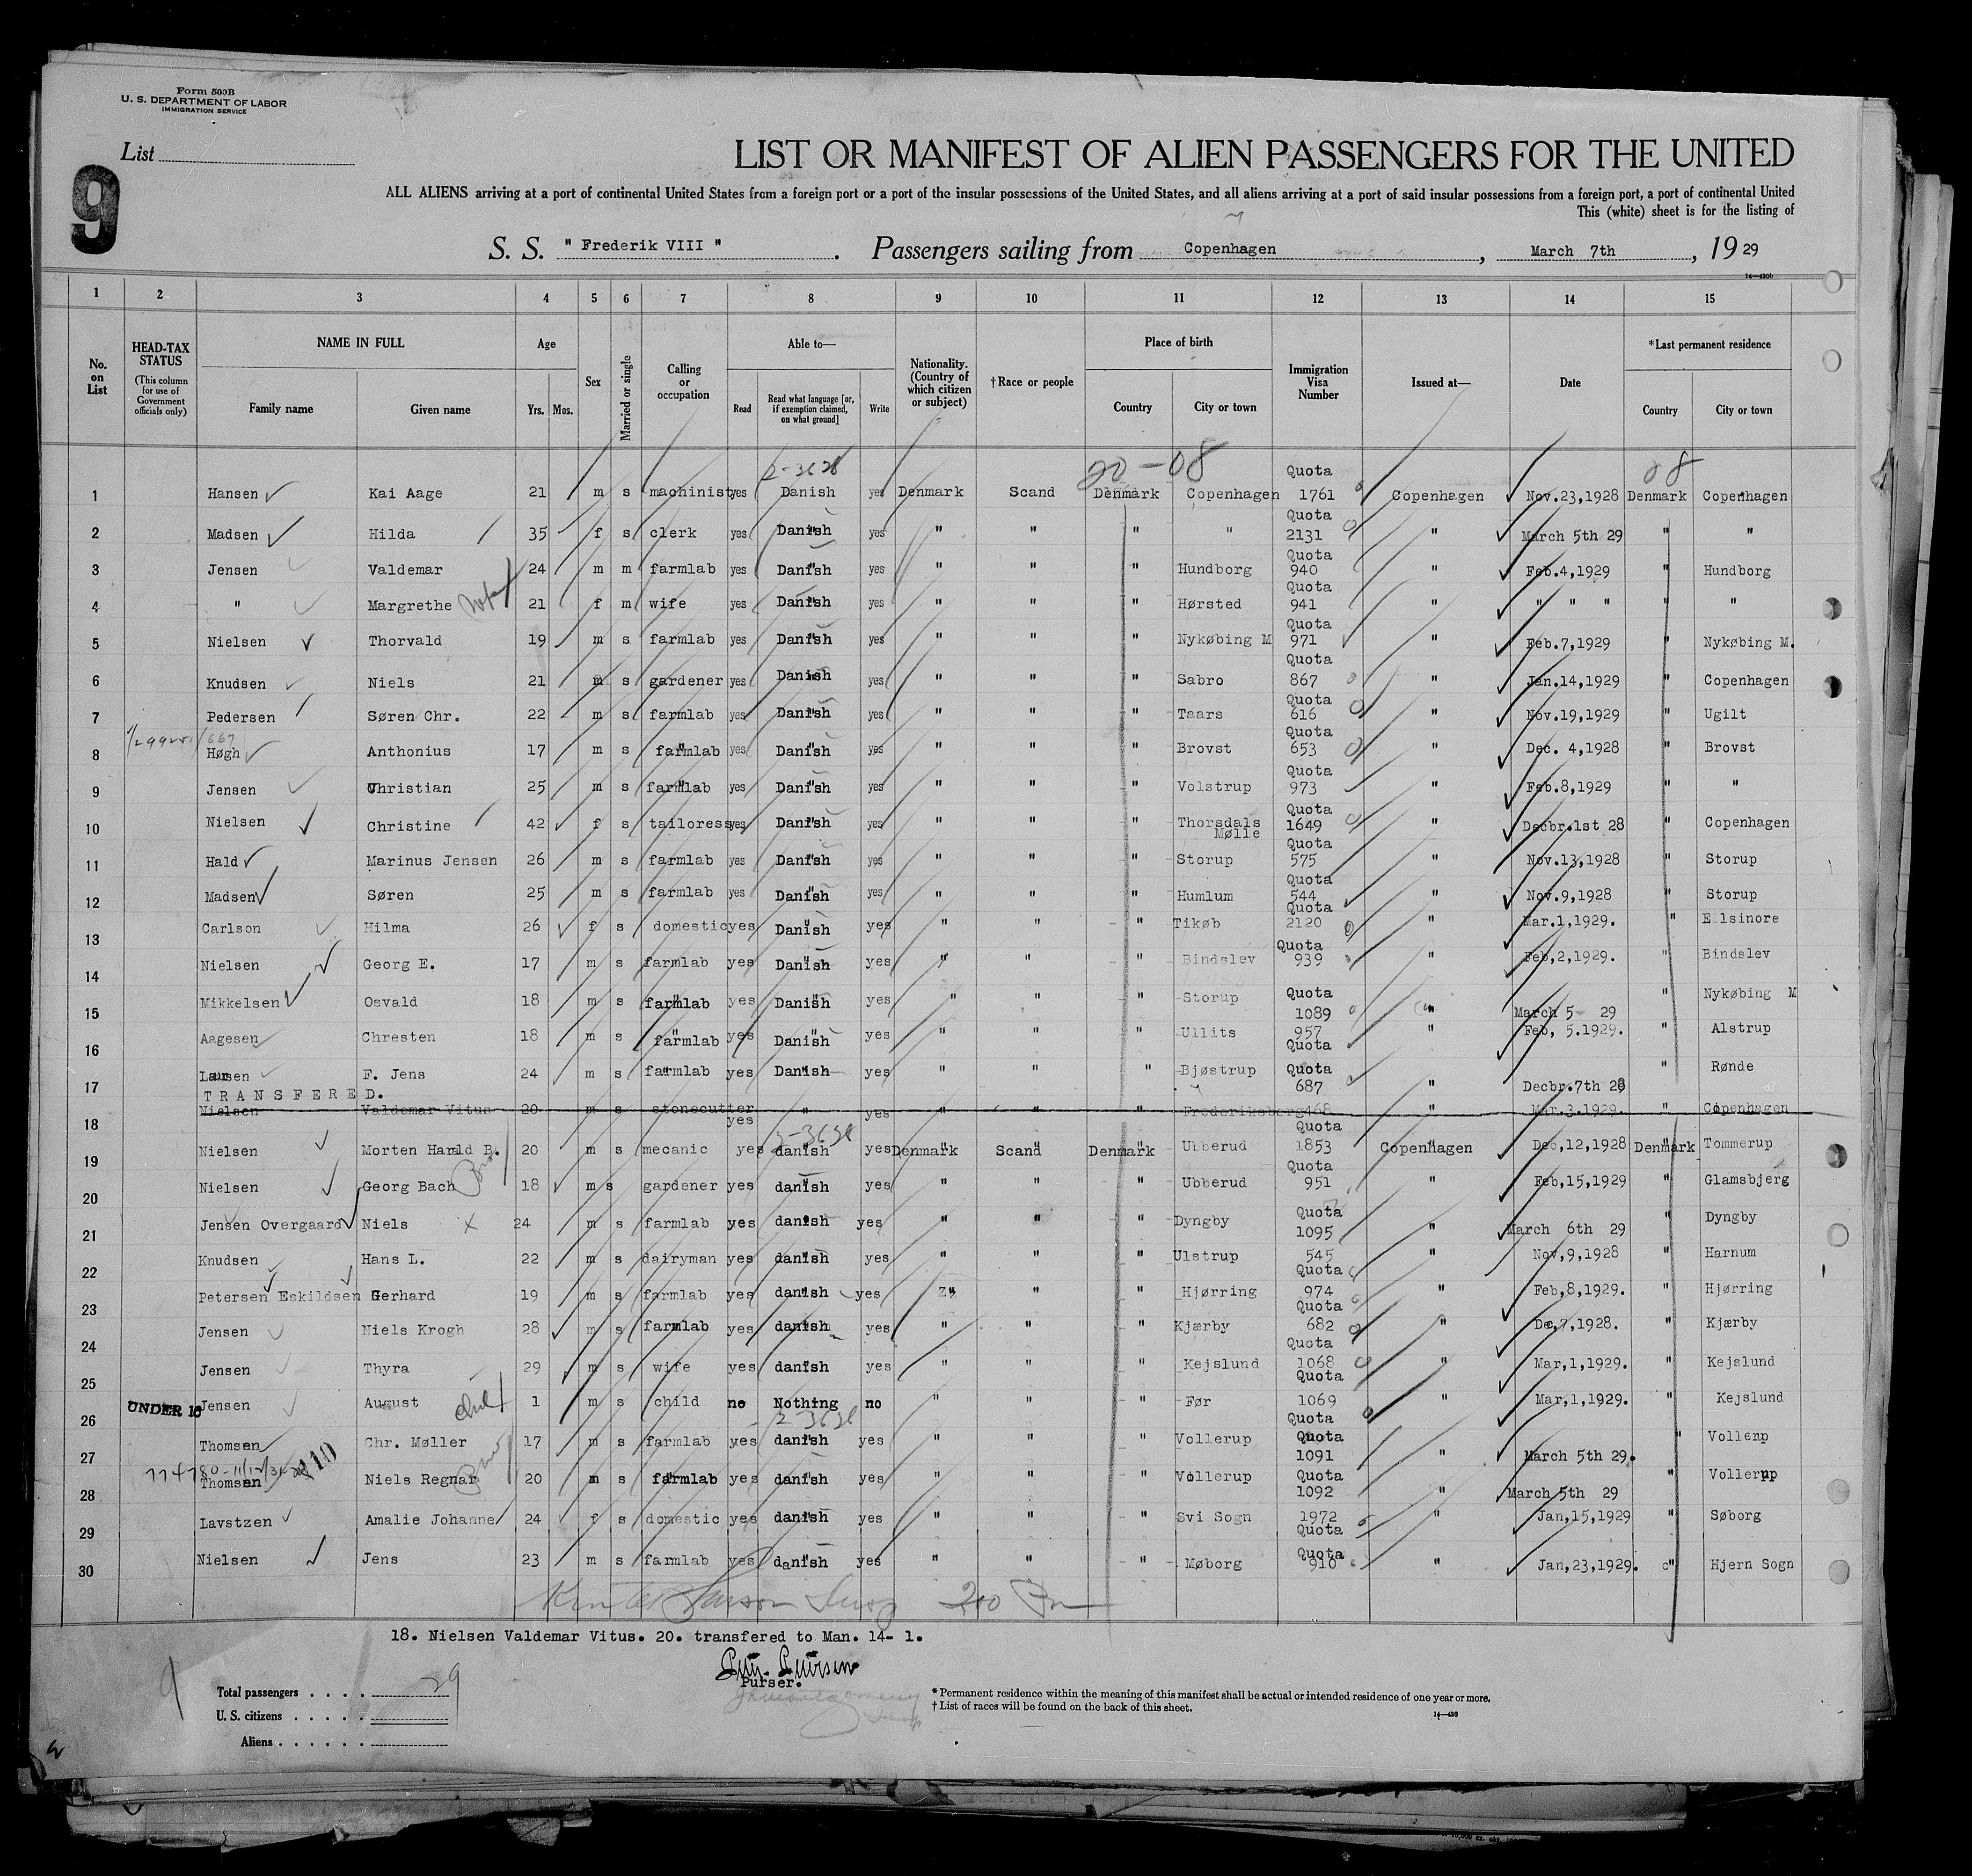 Form 500B
U. S. DEPARTMENT OF LABOR
IMMIGRATION SERVICE
List
9
LIST OR MANIFEST OF ALIEN PASSENGERS FOR THE UNITED
ALL ALIENS arriving at a port of continental United States from a foreign port or a port of the insular possessions of the United States, and all aliens arriving at a port of said insular possessions from a foreign port, a port of continental United
This (white) sheet is for the listing of
S. S. " Frederik VIII ". Passengers sailing from Copenhagen, March 7th, 19 29
14—430b
1 2 3 4 5 6 7 8 9 10 11 12 13 14 15
No. on List
HEAD-TAX STATUS (This column for use of Government officials only)
NAME IN FULL
Family name Given name
Age
Yrs. Mos.
Sex
Married or single
Calling or occupation
Able to—
Read
Read what language [or, if exemption claimed, on what ground]
Write
Nationality. (Country of which citizen or subject)
†Race or people
Place of birth
Country City or town
Immigration Visa Number
Issued at—
Date
*Last permanent residence
Country City or town
2-3628 20-08 08
1 Hansen Kai Aage 21 m s machinist yes Danish yes Denmark Scand Denmark Copenhagen Quota 1761 Copenhagen Nov.23,1928 Denmark Copenhagen
2 Madsen Hilda 35 f s clerk yes Danish yes " " " " Quota 2131 " March 5th 29 " "
3 Jensen Valdemar 24 m m farmlab yes Danish yes " " " Hundborg Quota 940 " Feb.4,1929 " Hundborg
4 " Margrethe wife 21 f m wife yes Danish yes " " " Hørsted Quota 941 " " " " " "
5 Nielsen Thorvald 19 m s farmlab yes Danish yes " " " Nykøbing M Quota 971 " Feb.7,1929 " Nykøbing M.
6 Knudsen Niels 21 m s gardener yes Danish yes " " " Sabro Quota 867 " Jan.14,1929 " Copenhagen
7 Pedersen Søren Chr. 22 m s farmlab yes Danish yes " " " Taars Quota 616 " Nov.19,1929 " Ugilt
8 Høgh Anthonius 17 m s farmlab yes Danish yes " " " Brovst Quota 653 " Dec. 4,1928 " Brovst
9 Jensen Christian 25 m s farmlab yes Danish yes " " " Volstrup Quota 973 " Feb.8,1929 " "
10 Nielsen Christine 42 f s tailoress yes Danish yes " " " Thorsdals Mølle Quota 1649 " Decbr.1st 28 " Copenhagen
11 Hald Marinus Jensen 26 m s farmlab yes Danish yes " " " Storup Quota 575 " Nov.13,1928 " Storup
12 Madsen Søren 25 m s farmlab yes Danish yes " " " Humlum Quota 544 " Nov.9,1928 " Storup
13 Carlson Hilma 26 f s domestic yes Danish yes " " " Tikøb Quota 2120 " Mar.1,1929. " Elsinore
14 Nielsen Georg E. 17 m s farmlab yes Danish yes " " " Bindslev Quota 939 " Feb,2,1929. " Bindslev
15 Mikkelsen Osvald 18 m s farmlab yes Danish yes " " " Storup Quota 1089 " March 5- 29 " Nykøbing M
16 Aagesen Chresten 18 m s farmlab yes Danish yes " " " Ullits 957 Quota " Feb, 5.1929. " Alstrup
17 Larsen F. Jens 24 m s farmlab yes Danish yes " " " Bjøstrup Quota 687 " Decbr.7th 28 " Rønde
TRANSFERED.
18 Nielsen Valdemar Vitus 20 m s stonecutter yes " yes " " " Frederiksberg 468 " Mar.3.1929. " Copenhagen
2-3628
19 Nielsen Morten Harald B. 20 m s mecanic yes danish yes Denmark Scand Denmark Ubberud Quota 1853 Copenhagen Dec,12,1928 Denmark Tommerup
20 Nielsen Georg Bach 18 m s gardener yes danish yes " " " Ubberud Quota 951 " Feb,15,1929 " Glamsbjerg
21 Jensen Overgaard Niels x 24 m s farmlab yes danish yes " " " Dyngby Quota 1095 " March 6th 29 " Dyngby
22 Knudsen Hans L. 22 m s dairyman yes danish yes " " " Ulstrup 545 Quota " Nov,9,1928 " Harnum
23 Petersen Eskildsen Gerhard 19 m s farmlab yes danish yes " " " Hjørring 974 Quota " Feb,8,1929. " Hjørring
24 Jensen Niels Krogh 28 m s farmlab yes danish yes " " " Kjærby 682 Quota " Dec,7,1928. " Kjærby
25 Jensen Thyra 29 m s wife yes danish yes " " " Kejslund 1068 Quota " Mar,1,1929. " Kejslund
26 UNDER 16 Jensen August child 1 m s child no Nothing no " " " Før 1069 Quota " Mar,1,1929. " Kejslund
2-3628
27 Thomsen Chr. Møller 17 m s farmlab yes danish yes " " " Vollerup Quota 1091 " March 5th 29. " Vollerup
28 Thomsen Niels Regnar 20 m s farmlab yes danish yes " " " Vollerup Quota 1092 " March 5th 29 " Vollerup
29 Lavstzen Amalie Johanne 24 f s domestic yes danish yes " " " Svi Sogn 1972 Quota " Jan,15,1929 " Søborg
30 Nielsen Jens 23 m s farmlab yes danish yes " " " Møborg Quota 910 " Jan,23,1929. " Hjern Sogn
18. Nielsen Valdemar Vitus. 20. transfered to Man. 14- 1.
Purser.
9
Total passengers . . . . 29
U. S. citizens . . . . .
Aliens . . . . . .
* Permanent residence within the meaning of this manifest shall be actual or intended residence of one year or more.
† List of races will be found on the back of this sheet.
14—430